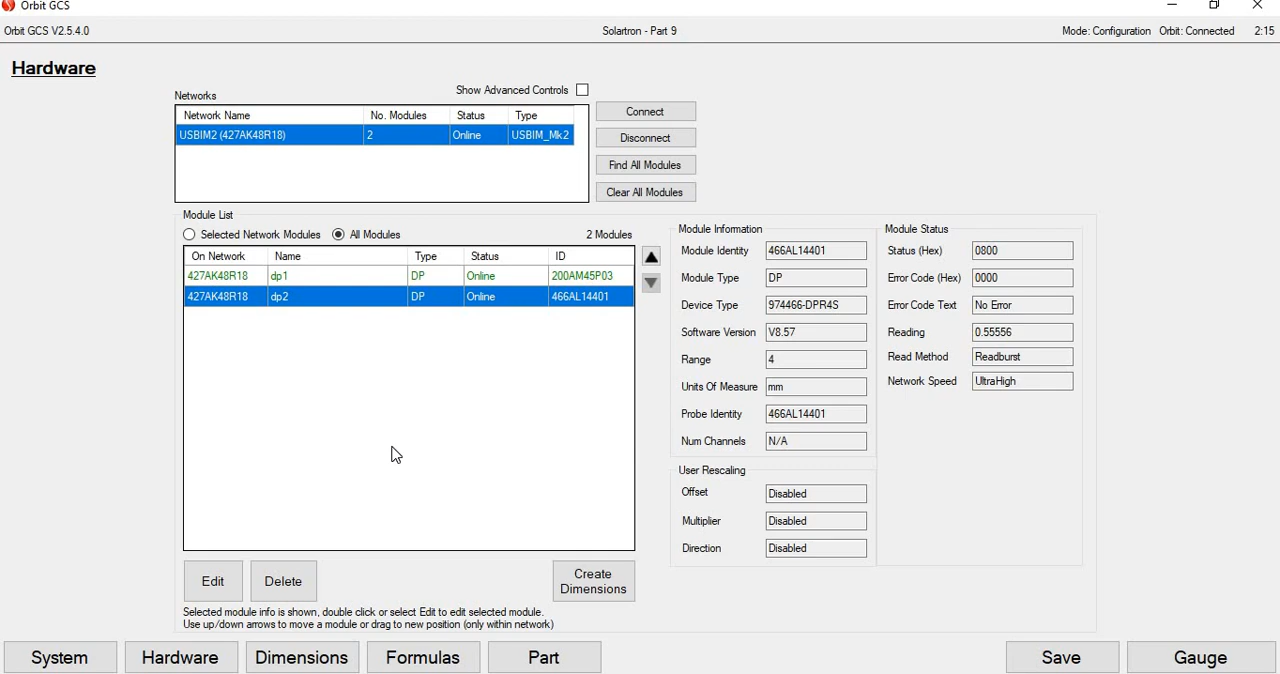 Orbit GCS
Orbit GCS V2.5.4.0 Solartron - Part 9 Mode: Configuration Orbit: Connected 2:15
Hardware
Show Advanced Controls
Networks
Network Name No. Modules Status Type
USBIM2 (427AK48R18) 2 Online USBIM_Mk2
Connect
Disconnect
Find All Modules
Clear All Modules
Module List
Selected Network Modules All Modules 2 Modules
On Network Name Type Status ID
427AK48R18 dp1 DP Online 200AM45P03
427AK48R18 dp2 DP Online 466AL14401
Module Information
Module Identity 466AL14401
Module Type DP
Device Type 974466-DPR4S
Software Version V8.57
Range 4
Units Of Measure mm
Probe Identity 466AL14401
Num Channels N/A
User Rescaling
Offset Disabled
Multiplier Disabled
Direction Disabled
Module Status
Status (Hex) 0800
Error Code (Hex) 0000
Error Code Text No Error
Reading 0.55556
Read Method Readburst
Network Speed UltraHigh
Edit Delete Create Dimensions
Selected module info is shown, double click or select Edit to edit selected module.
Use up/down arrows to move a module or drag to new position (only within network)
System Hardware Dimensions Formulas Part Save Gauge